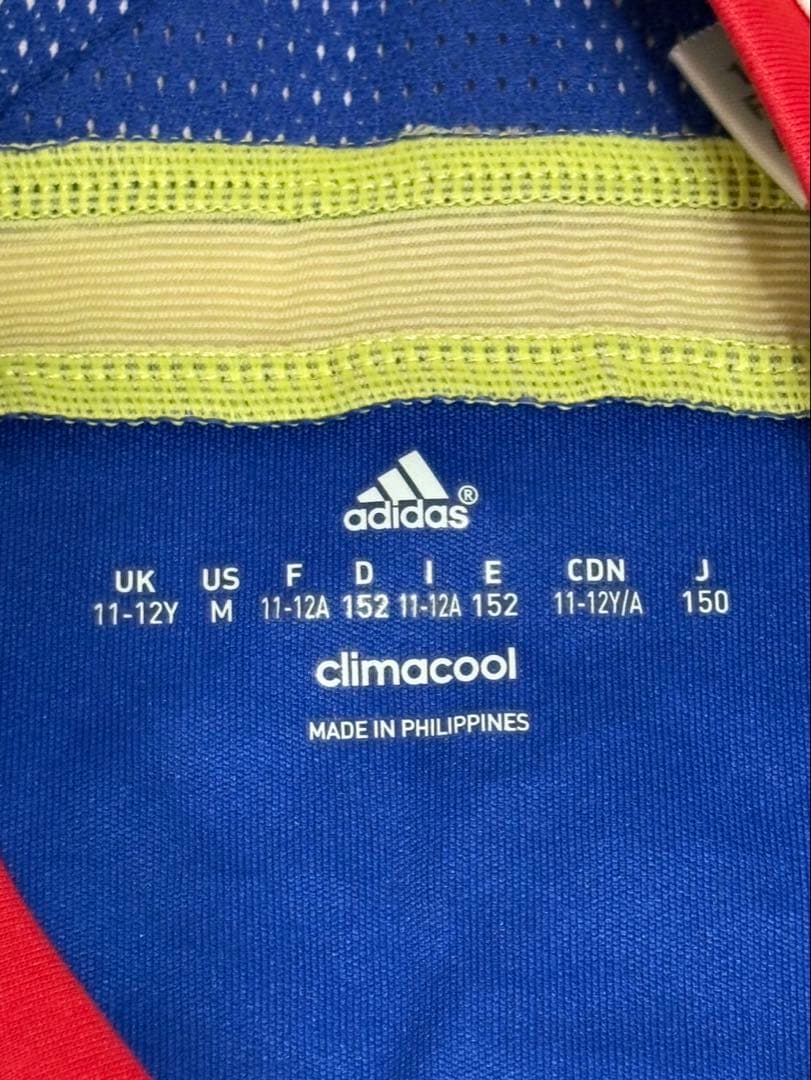 adidas®
UK US F D I E CDN J
11-12Y M 11-12A 152 11-12A 152 11-12Y/A 150
climacool
MADE IN PHILIPPINES